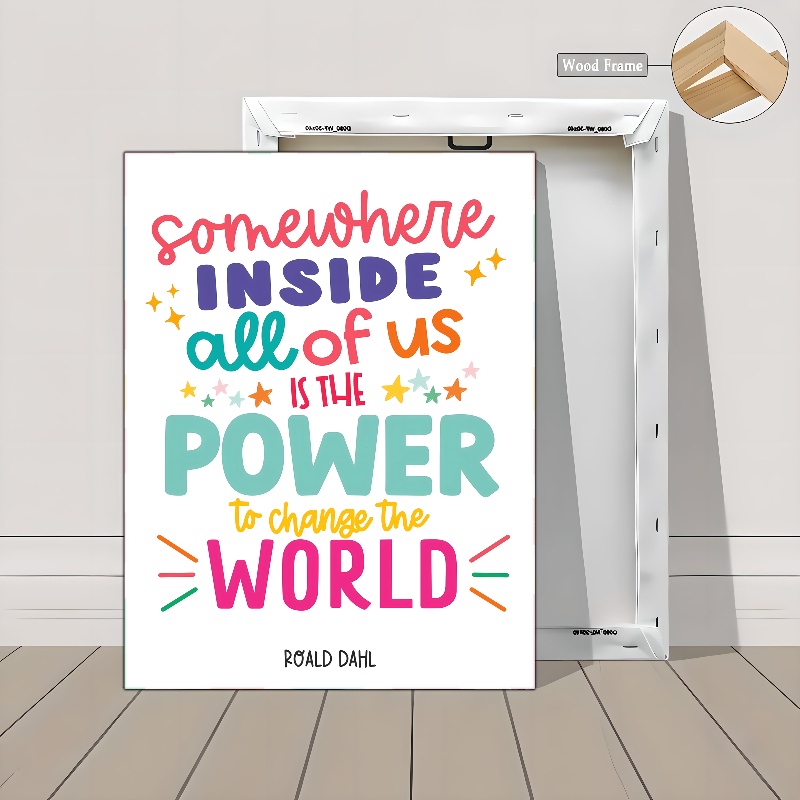 Wood Frame
somewhere
INSIDE
all of us
IS THE
POWER
to change the
WORLD
ROALD DAHL